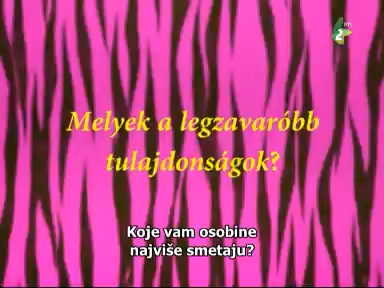 Melyek a legzavaróbb
tulajdonságok?
Koje vam osobine
najviše smetaju?